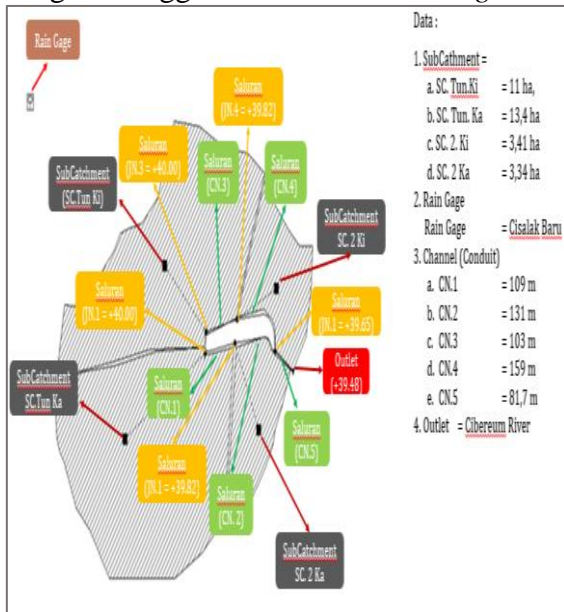 Rain Gage
Saluran
(JN.4 = +39.82)
Saluran
(JN.3 = +40.00)
Saluran
(CN.3)
Saluran
(CN.4)
SubCatchment
(SC.Tun Ki)
SubCatchment
SC. 2 Ki
Saluran
(JN.1 = +40.00)
Saluran
(JN.1 = +39.65)
Outlet
(+39.48)
SubCatchment
SC.Tun Ka
Saluran
(CN.1)
Saluran
(CN.5)
Saluran
(JN.1 = +39.82)
Saluran
(CN. 2)
SubCatchment
SC. 2 Ka
Data :
1. SubCathment =
a. SC. Tun.Ki = 11 ha,
b. SC. Tun. Ka = 13,4 ha
c. SC. 2. Ki = 3,41 ha
d. SC. 2 Ka = 3,34 ha
2. Rain Gage
Rain Gage = Cisalak Baru
3. Channel (Conduit)
a. CN.1 = 109 m
b. CN.2 = 131 m
c. CN.3 = 103 m
d. CN.4 = 159 m
e. CN.5 = 81,7 m
4. Outlet = Cibereum River